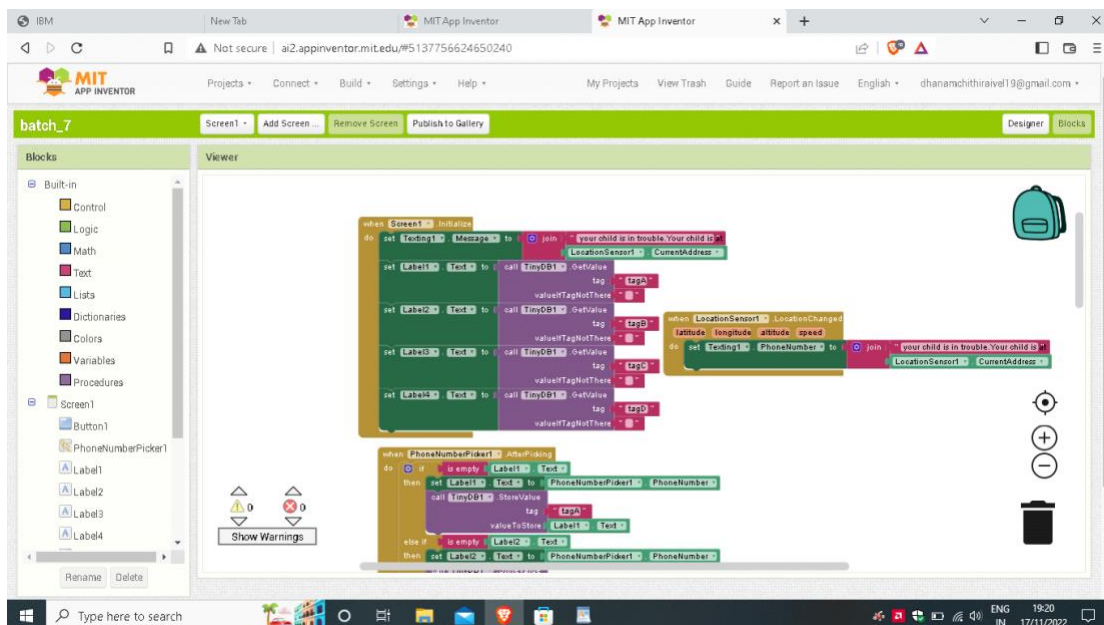 IBM New Tab MIT App Inventor MIT App Inventor
Not secure ai2.appinventor.mit.edu/#5137756624650240
MIT APP INVENTOR
Projects Connect Build Settings Help My Projects View Trash Guide Report an Issue English dhanamchithiraivel19@gmail.com
batch_7 Screen1 Add Screen ... Remove Screen Publish to Gallery Designer Blocks
Blocks Viewer
Built-in
Control
Logic
Math
Text
Lists
Dictionaries
Colors
Variables
Procedures
Screen1
Button1
PhoneNumberPicker1
Label1
Label2
Label3
Label4
Rename Delete
when Screen1 .Initialize
do set Texting1 . Message to join " your child is in trouble.Your child is at
LocationSensor1 . CurrentAddress
set Label1 . Text to call TinyDB1 .GetValue
tag " tagA "
valueIfTagNotThere " "
set Label2 . Text to call TinyDB1 .GetValue
tag " tagB "
valueIfTagNotThere " "
set Label3 . Text to call TinyDB1 .GetValue
tag " tagC "
valueIfTagNotThere " "
set Label4 . Text to call TinyDB1 .GetValue
tag " tagD "
valueIfTagNotThere " "
when LocationSensor1 .LocationChanged
latitude longitude altitude speed
do set Texting1 . PhoneNumber to join " your child is in trouble.Your child is at
LocationSensor1 . CurrentAddress
when PhoneNumberPicker1 .AfterPicking
do if is empty Label1 . Text
then set Label1 . Text to PhoneNumberPicker1 . PhoneNumber
call TinyDB1 .StoreValue
tag " tagA "
valueToStore Label1 . Text
else if is empty Label2 . Text
then set Label2 . Text to PhoneNumberPicker1 . PhoneNumber
0 0
Show Warnings
Type here to search ENG 19:20
IN 17/11/2022